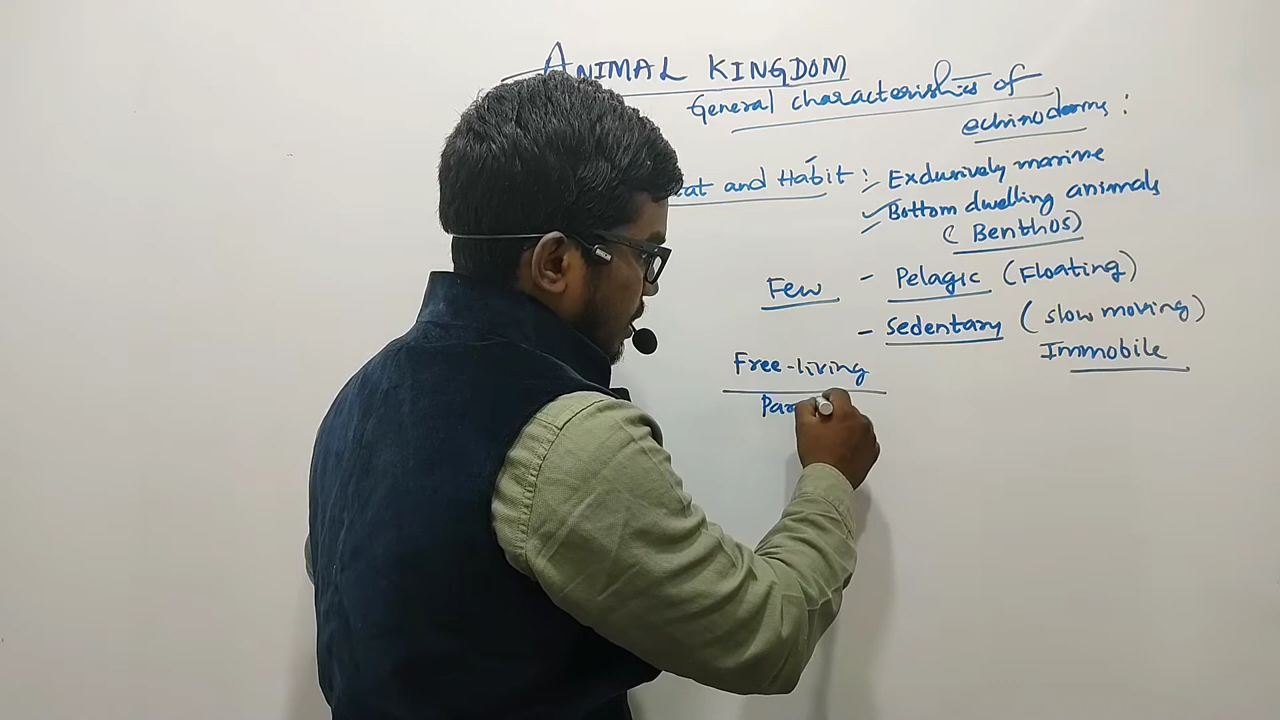 ANIMAL KINGDOM
General characteristics of
echinoderms :
at and Habit : Exclusively marine
Bottom dwelling animals
( Benthos)
Few - Pelagic (Floating)
- Sedentary ( slow moving)
Immobile
Free-living
Par